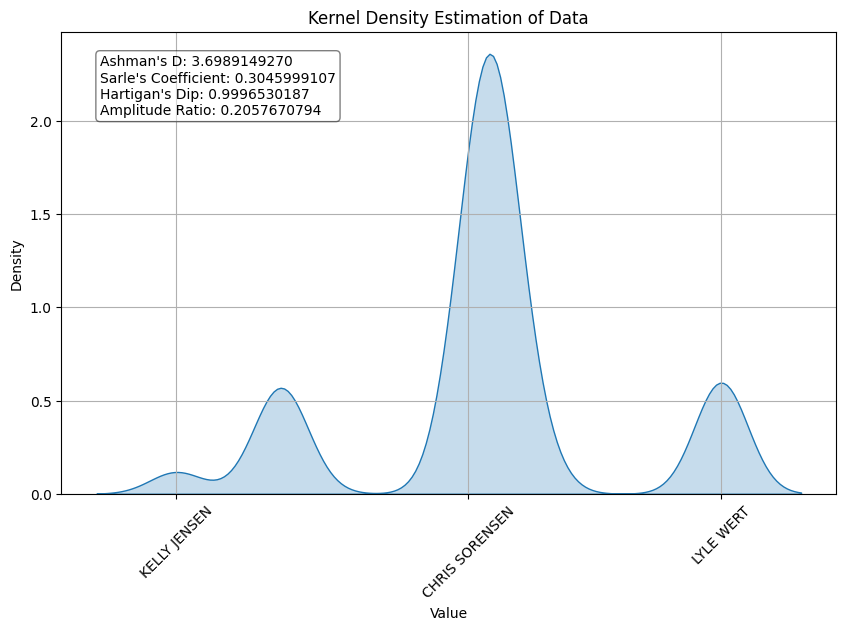 Kernel Density Estimation of Data
Ashman's D: 3.6989149270
Sarle's Coefficient: 0.3045999107
Hartigan's Dip: 0.9996530187
Amplitude Ratio: 0.2057670794
Density
2.0
1.5
1.0
0.5
0.0
KELLY JENSEN
CHRIS SORENSEN
LYLE WERT
Value